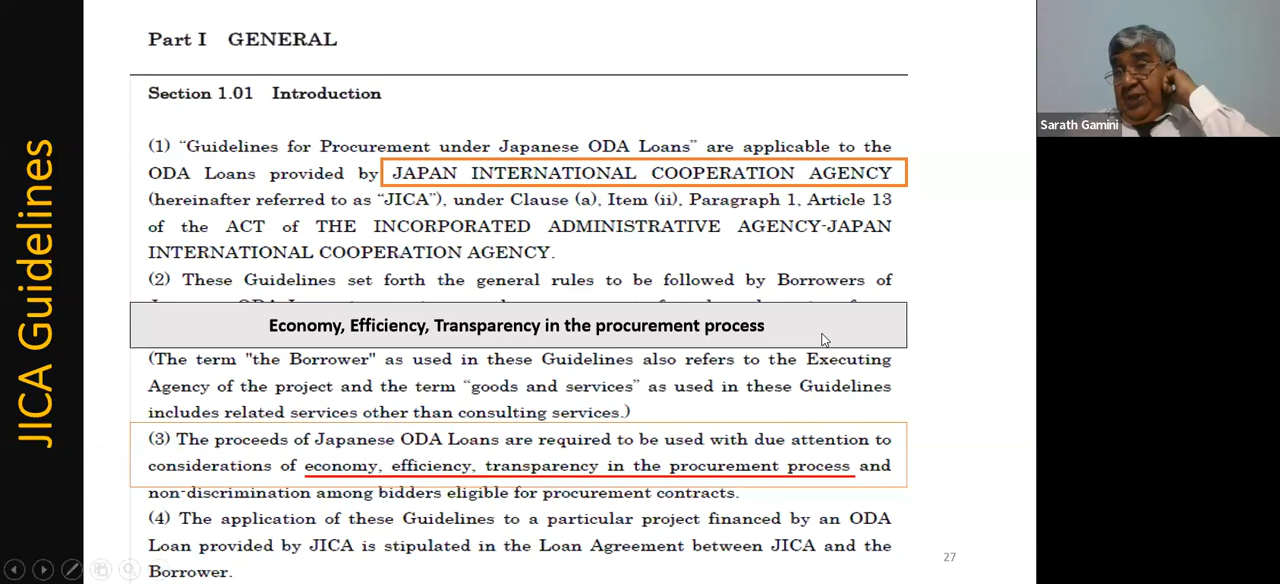 JICA Guidelines
Part I GENERAL
Section 1.01 Introduction
(1) “Guidelines for Procurement under Japanese ODA Loans” are applicable to the
ODA Loans provided by JAPAN INTERNATIONAL COOPERATION AGENCY
(hereinafter referred to as “JICA”), under Clause (a), Item (ii), Paragraph 1, Article 13
of the ACT of THE INCORPORATED ADMINISTRATIVE AGENCY-JAPAN
INTERNATIONAL COOPERATION AGENCY.
(2) These Guidelines set forth the general rules to be followed by Borrowers of
Economy, Efficiency, Transparency in the procurement process
(The term "the Borrower" as used in these Guidelines also refers to the Executing
Agency of the project and the term “goods and services” as used in these Guidelines
includes related services other than consulting services.)
(3) The proceeds of Japanese ODA Loans are required to be used with due attention to
considerations of economy, efficiency, transparency in the procurement process and
non-discrimination among bidders eligible for procurement contracts.
(4) The application of these Guidelines to a particular project financed by an ODA
Loan provided by JICA is stipulated in the Loan Agreement between JICA and the
Borrower.
27
Sarath Gamini